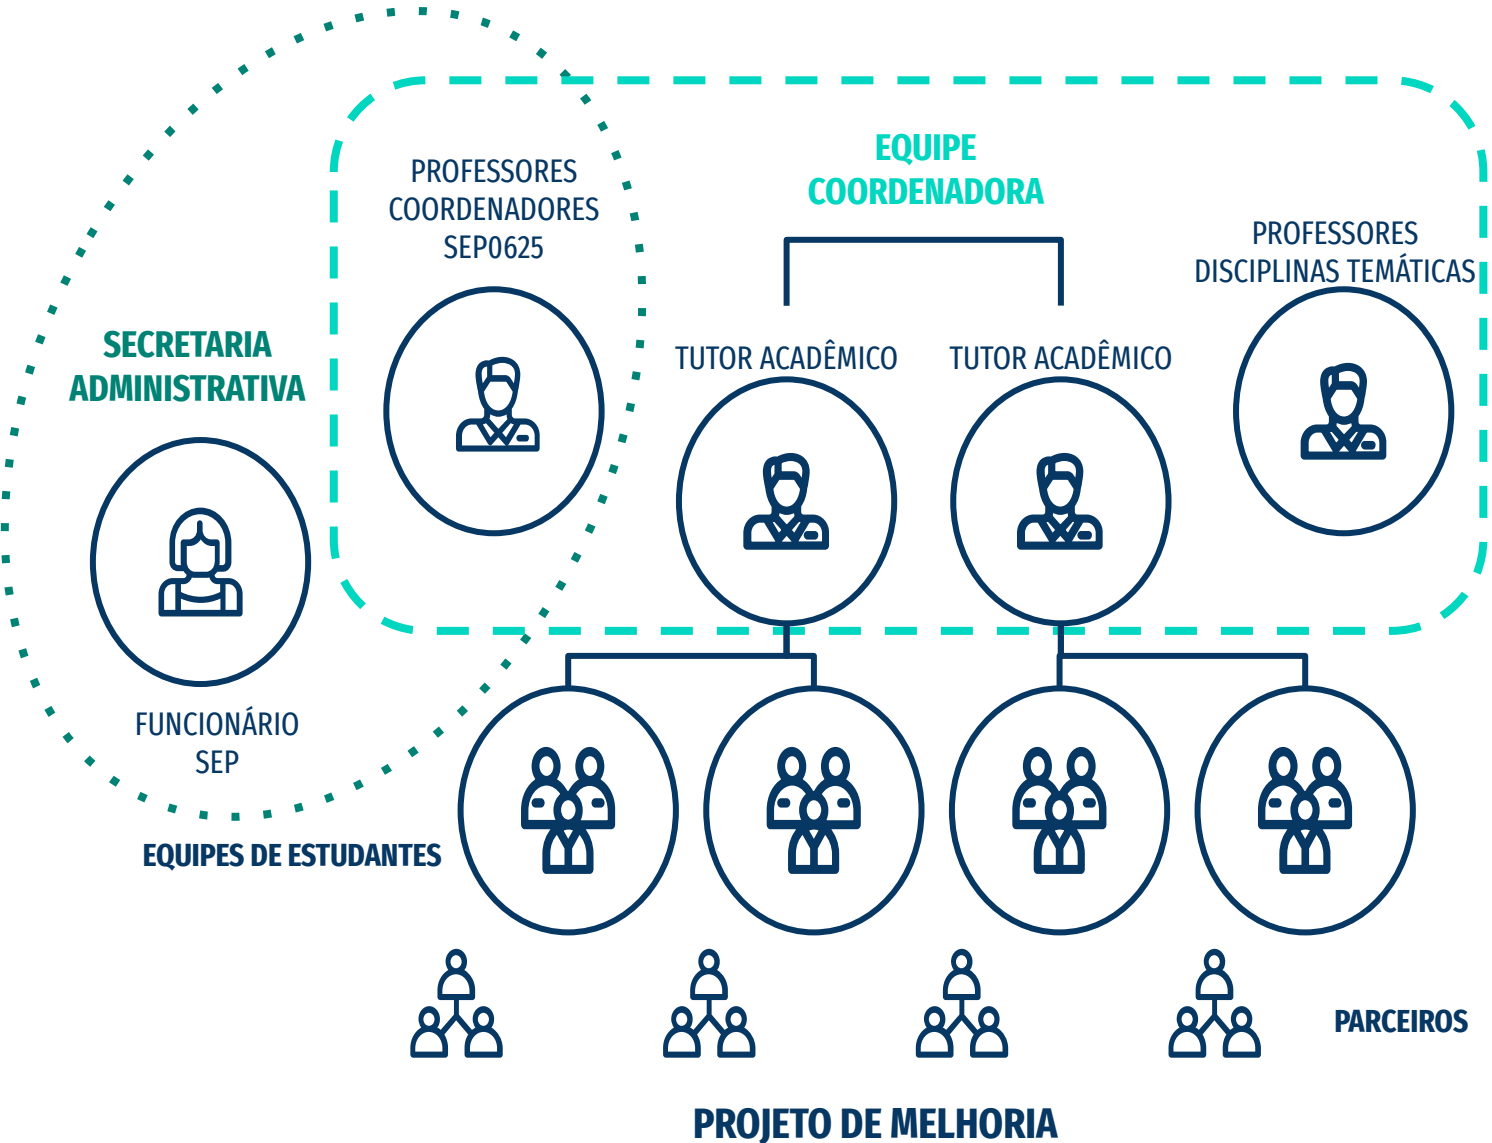 EQUIPE
COORDENADORA
PROFESSORES
COORDENADORES
SEP0625
PROFESSORES
DISCIPLINAS TEMÁTICAS
SECRETARIA
ADMINISTRATIVA
TUTOR ACADÊMICO
TUTOR ACADÊMICO
FUNCIONÁRIO
SEP
EQUIPES DE ESTUDANTES
PARCEIROS
PROJETO DE MELHORIA